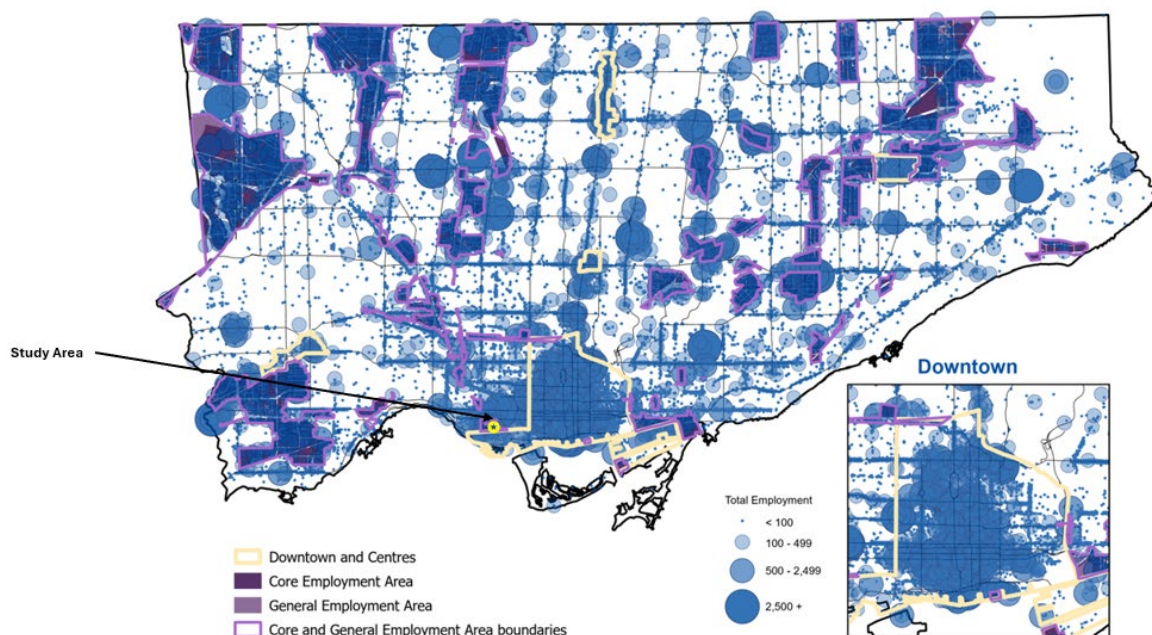 Study Area
Downtown
Total Employment
< 100
100 - 499
500 - 2,499
2,500 +
Downtown and Centres
Core Employment Area
General Employment Area
Core and General Employment Area boundaries